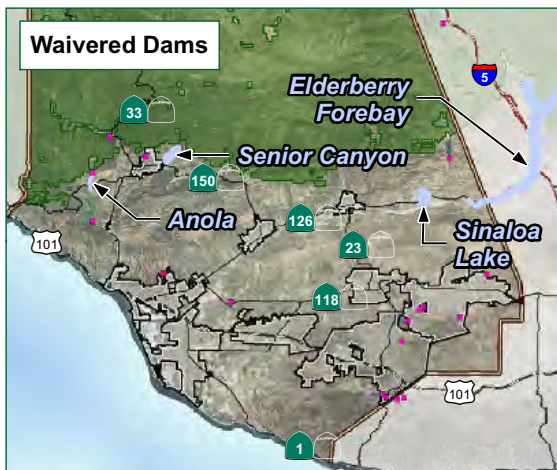 Waivered Dams
5
Elderberry
Forebay
33
Senior Canyon
150
Anola
126
Sinaloa
Lake
101
23
118
101
1